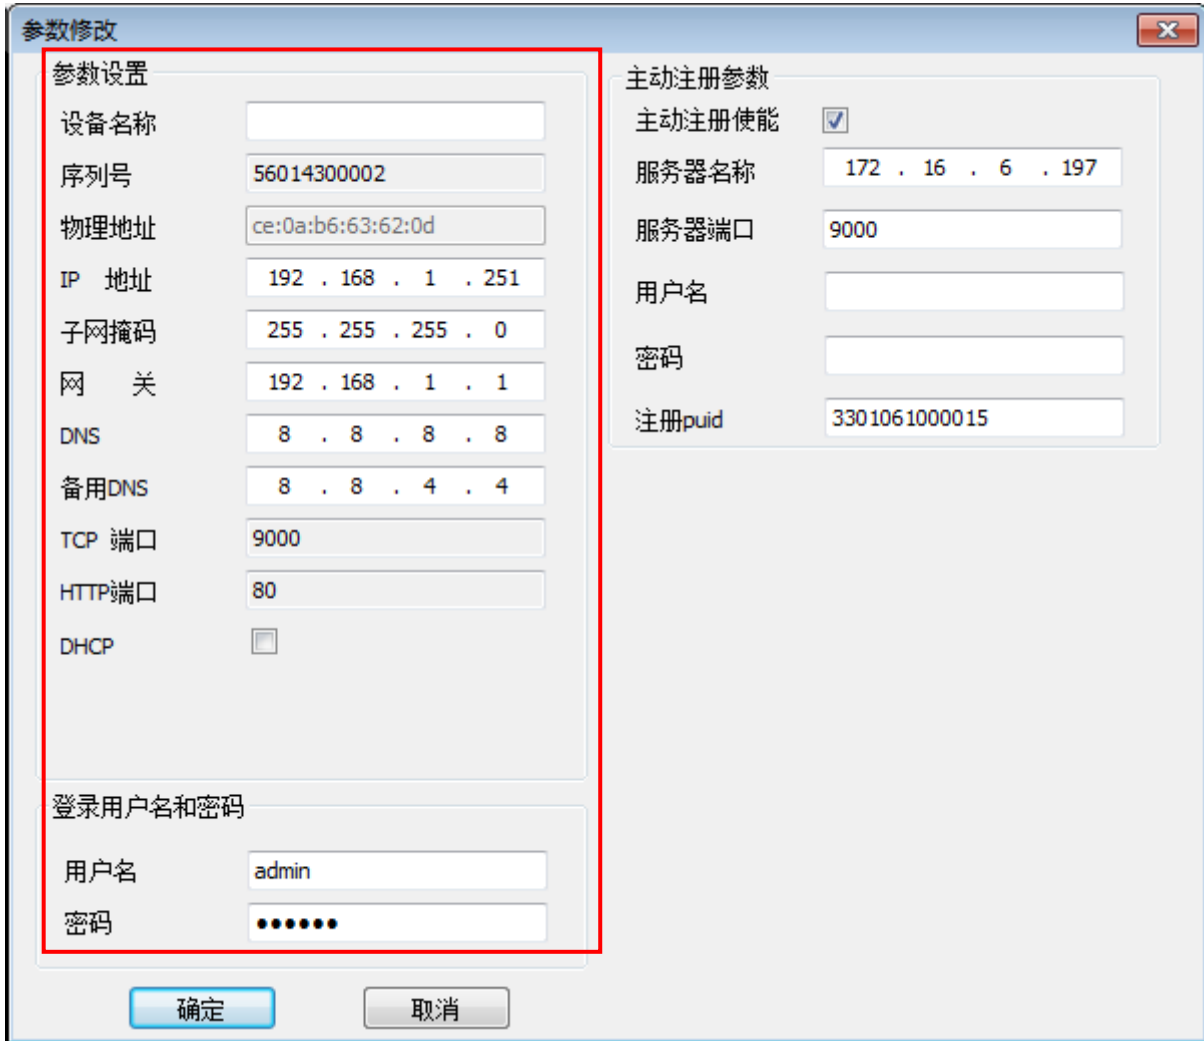 参数修改
参数设置
设备名称
序列号 56014300002
物理地址 ce:0a:b6:63:62:0d
IP 地址 192 . 168 . 1 . 251
子网掩码 255 . 255 . 255 . 0
网 关 192 . 168 . 1 . 1
DNS 8 . 8 . 8 . 8
备用DNS 8 . 8 . 4 . 4
TCP 端口 9000
HTTP端口 80
DHCP
登录用户名和密码
用户名 admin
密码 ●●●●●●
确定 取消
主动注册参数
主动注册使能
服务器名称 172 . 16 . 6 . 197
服务器端口 9000
用户名
密码
注册puid 3301061000015